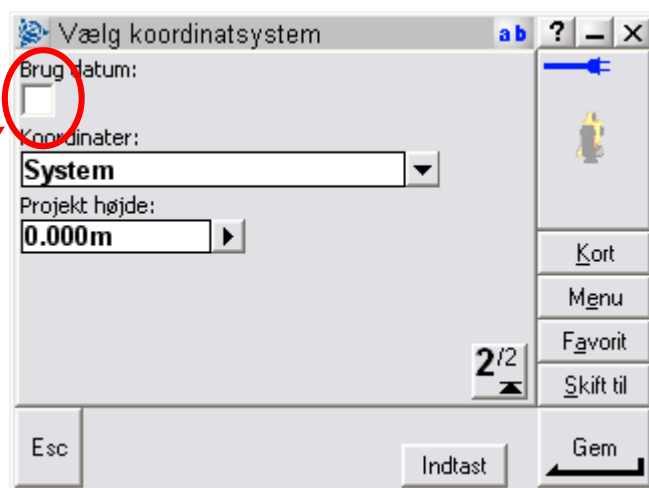 Vælg koordinatsystem
ab
?
Brug datum:
Koordinater:
System
Projekt højde:
0.000m
Kort
Menu
Favorit
2/2
Skift til
Esc
Indtast
Gem